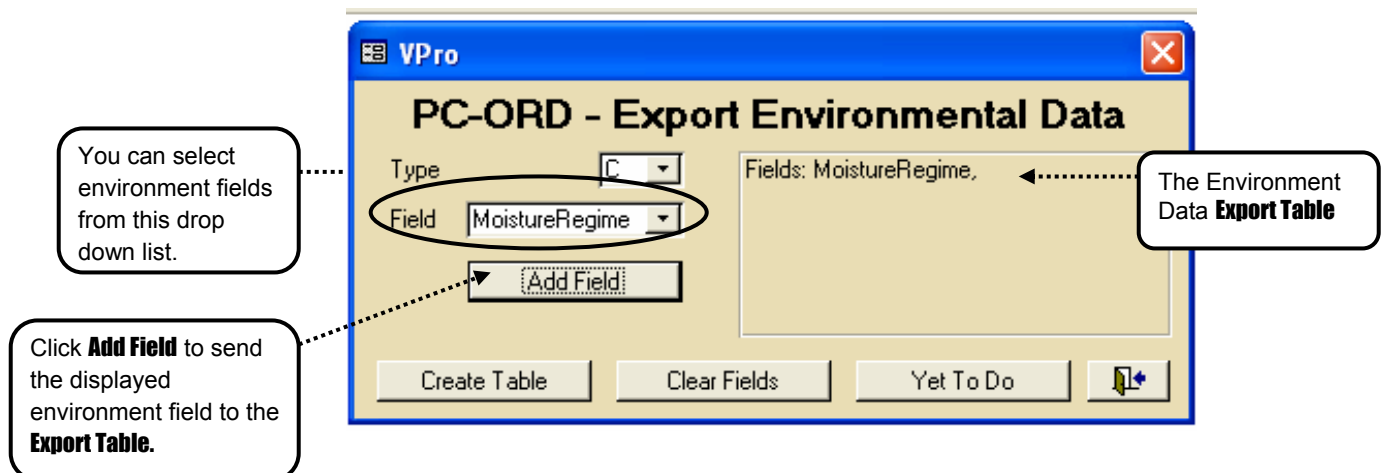 VPro
PC-ORD - Export Environmental Data
You can select
environment fields
from this drop
down list.
Type C
Field MoistureRegime
Add Field
Fields: MoistureRegime,
The Environment
Data Export Table
Click Add Field to send
the displayed
environment field to the
Export Table.
Create Table Clear Fields Yet To Do